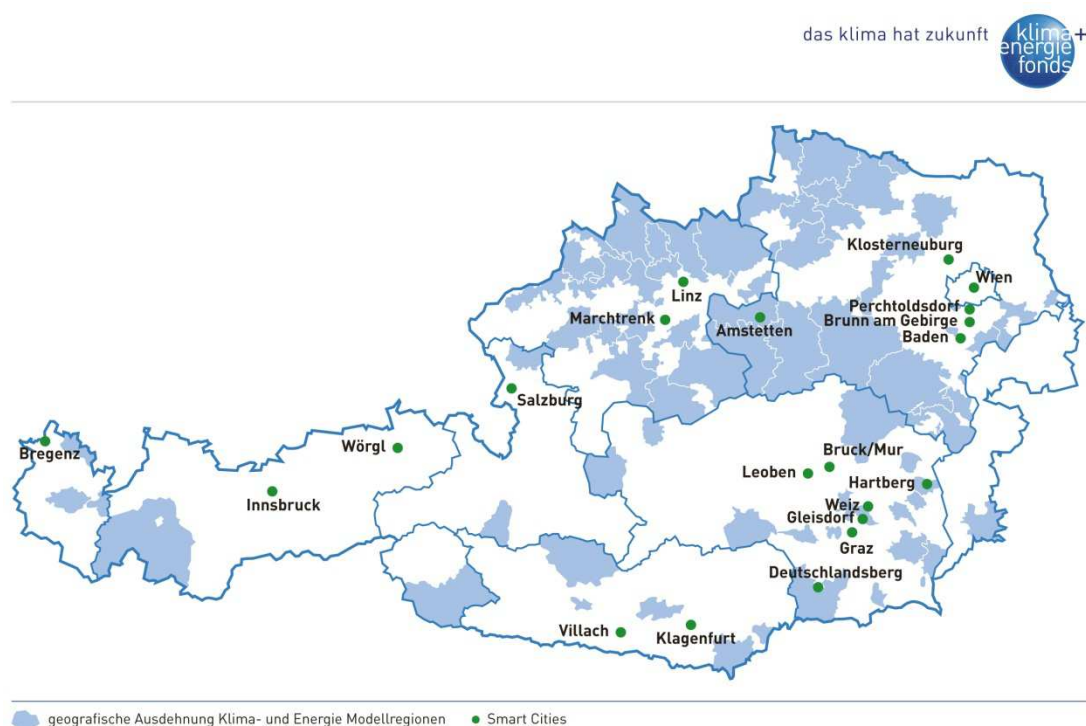 das klima hat zukunft
klima+
energie
fonds
Klosterneuburg
Wien
Linz
Perchtoldsdorf
Marchtrenk
Amstetten
Brunn am Gebirge
Baden
Salzburg
Bregenz
Wörgl
Bruck/Mur
Leoben
Hartberg
Innsbruck
Weiz
Gleisdorf
Graz
Deutschlandsberg
Villach
Klagenfurt
geografische Ausdehnung Klima- und Energie Modellregionen
Smart Cities